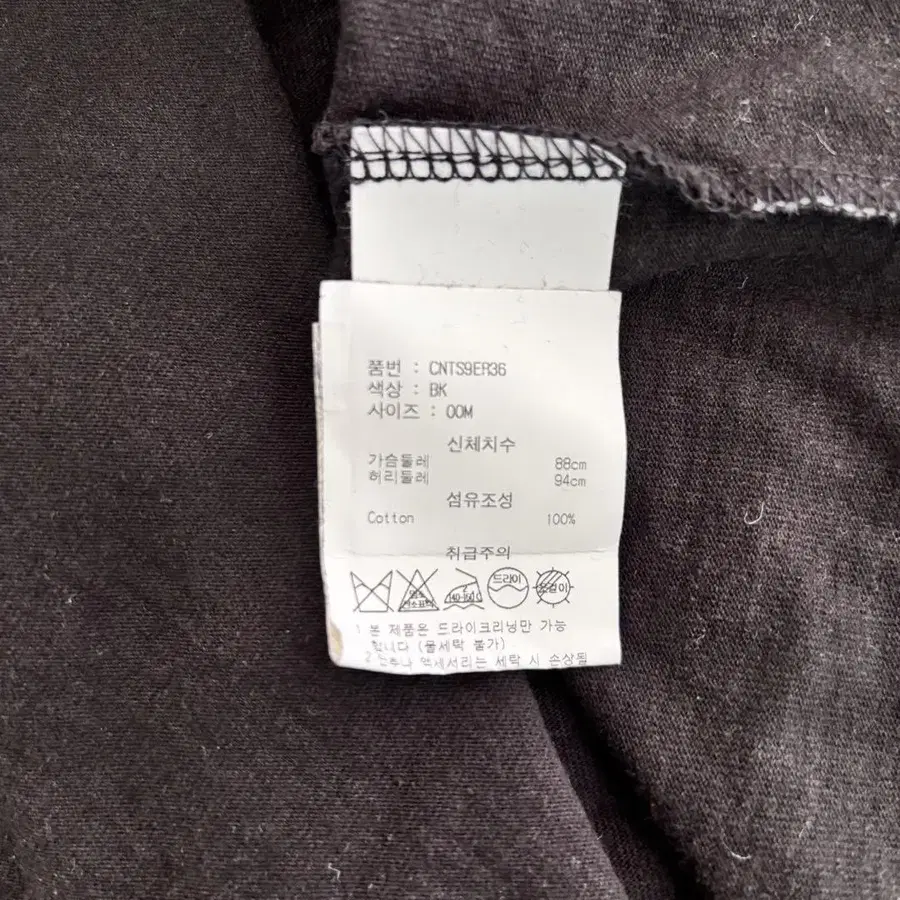 품번 : CNTS9ER36
색상 : BK
사이즈 : 00M
신체치수
가슴둘레 88cm
허리둘레 94cm
섬유조성
Cotton 100%
취급주의
드라이 옷걸이
1. 본 제품은 드라이크리닝만 가능
합니다 (물세탁 불가)
2. 단추나 액세서리는 세탁 시 손상될